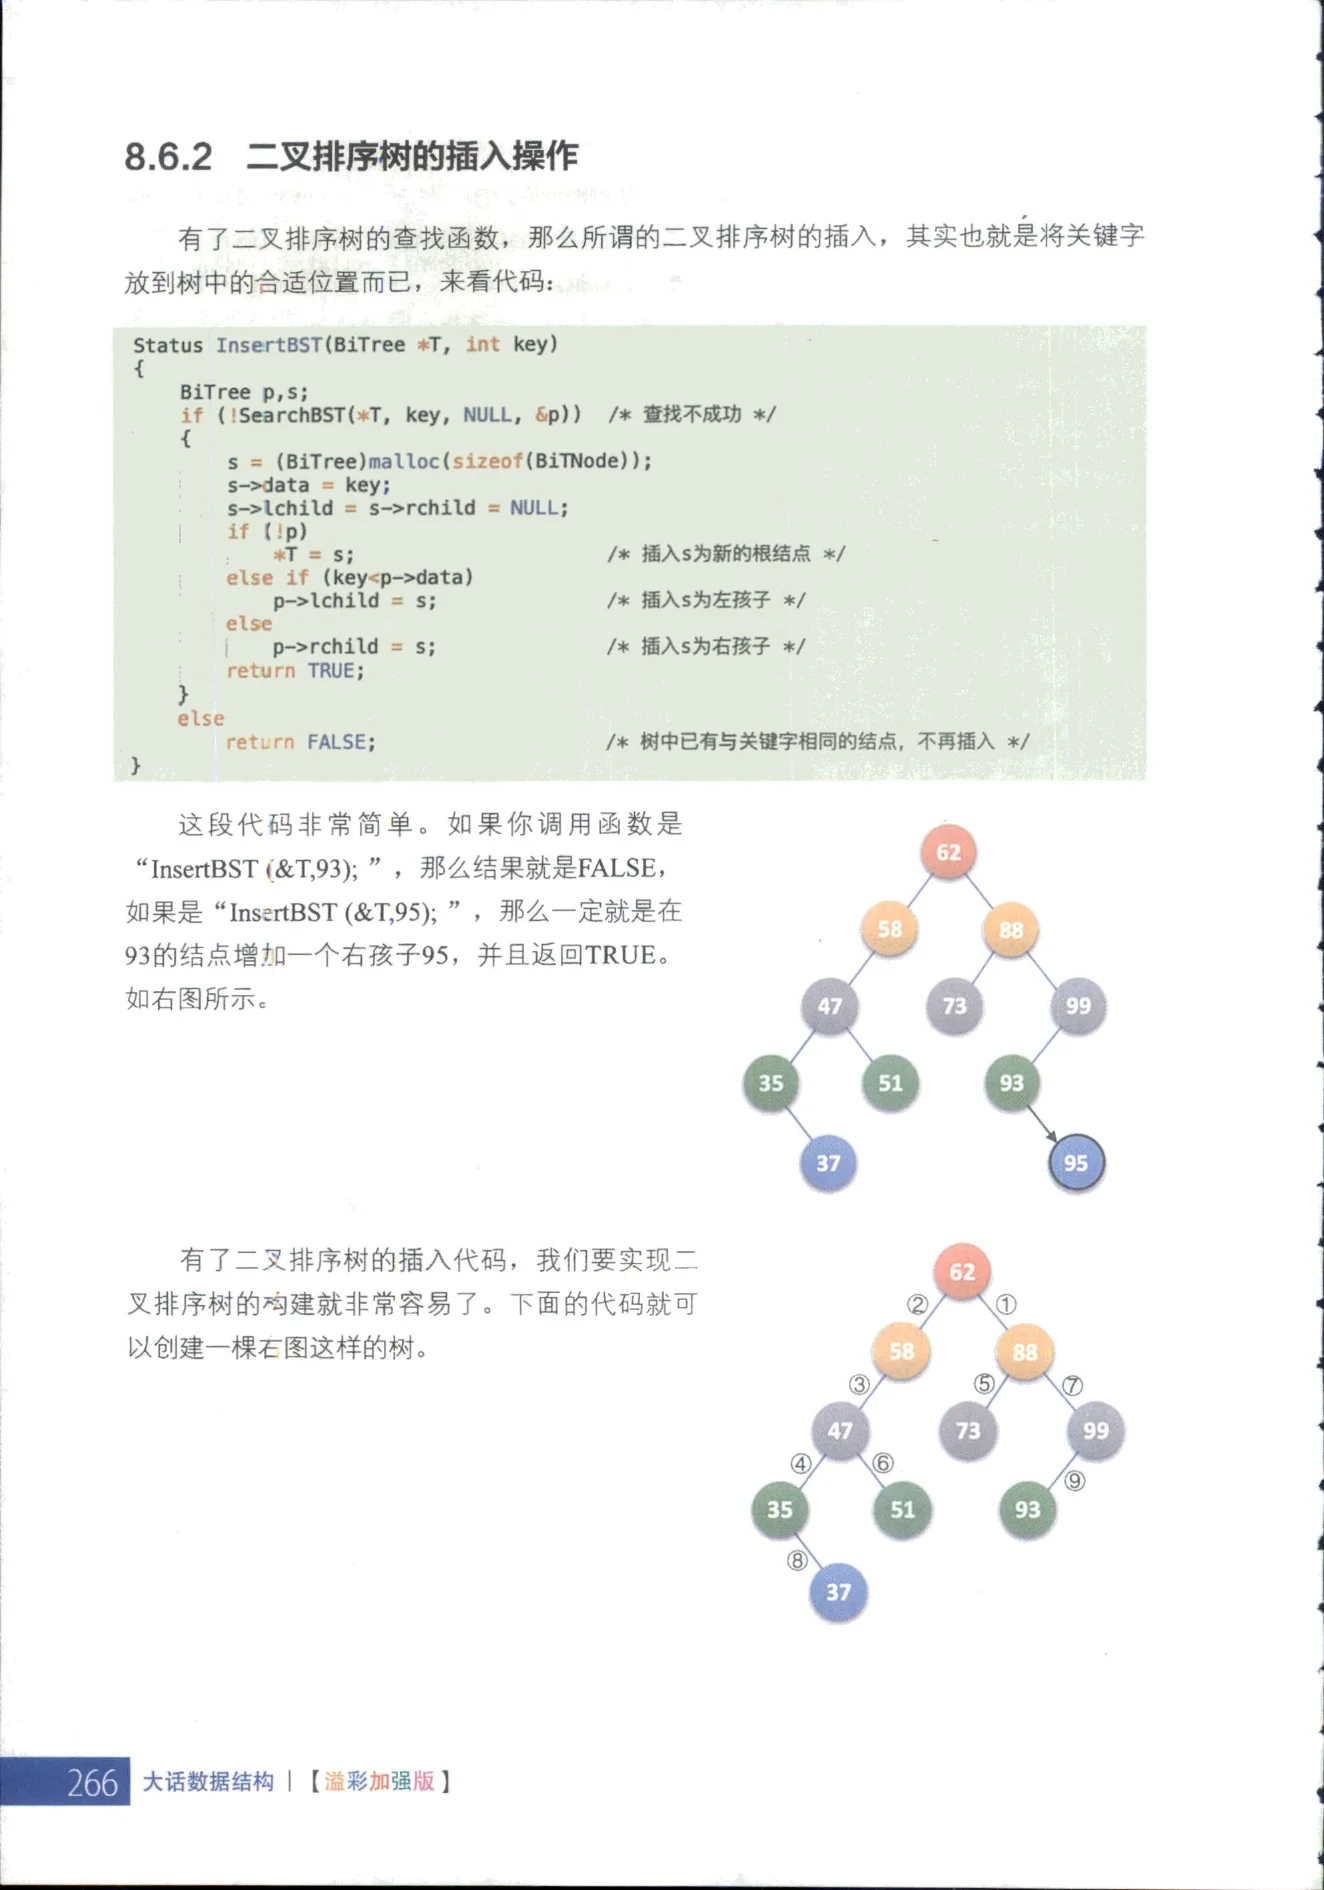 8.6.2 二叉排序树的插入操作
有了二叉排序树的查找函数，那么所谓的二叉排序树的插入，其实也就是将关键字
放到树中的合适位置而已，来看代码：
Status InsertBST(BiTree *T, int key)
{
    BiTree p,s;
    if (!SearchBST(*T, key, NULL, &p))  /* 查找不成功 */
    {
        s = (BiTree)malloc(sizeof(BiTNode));
        s->data = key;
        s->lchild = s->rchild = NULL;
        if (!p)
            *T = s;                     /* 插入s为新的根结点 */
        else if (key<p->data)
            p->lchild = s;              /* 插入s为左孩子 */
        else
            p->rchild = s;              /* 插入s为右孩子 */
        return TRUE;
    }
    else
        return FALSE;                   /* 树中已有与关键字相同的结点，不再插入 */
}
这段代码非常简单。如果你调用函数是
“InsertBST (&T,93); ”，那么结果就是FALSE，
如果是“InsertBST (&T,95); ”，那么一定就是在
93的结点增加一个右孩子95，并且返回TRUE。
如右图所示。
62
58 88
47 73 99
35 51 93
37 95
有了二叉排序树的插入代码，我们要实现二
叉排序树的构建就非常容易了。下面的代码就可
以创建一棵右图这样的树。
62
② ①
58 88
③ ⑤ ⑦
47 73 99
④ ⑥ ⑨
35 51 93
⑧
37
266 大话数据结构 | 【溢彩加强版】